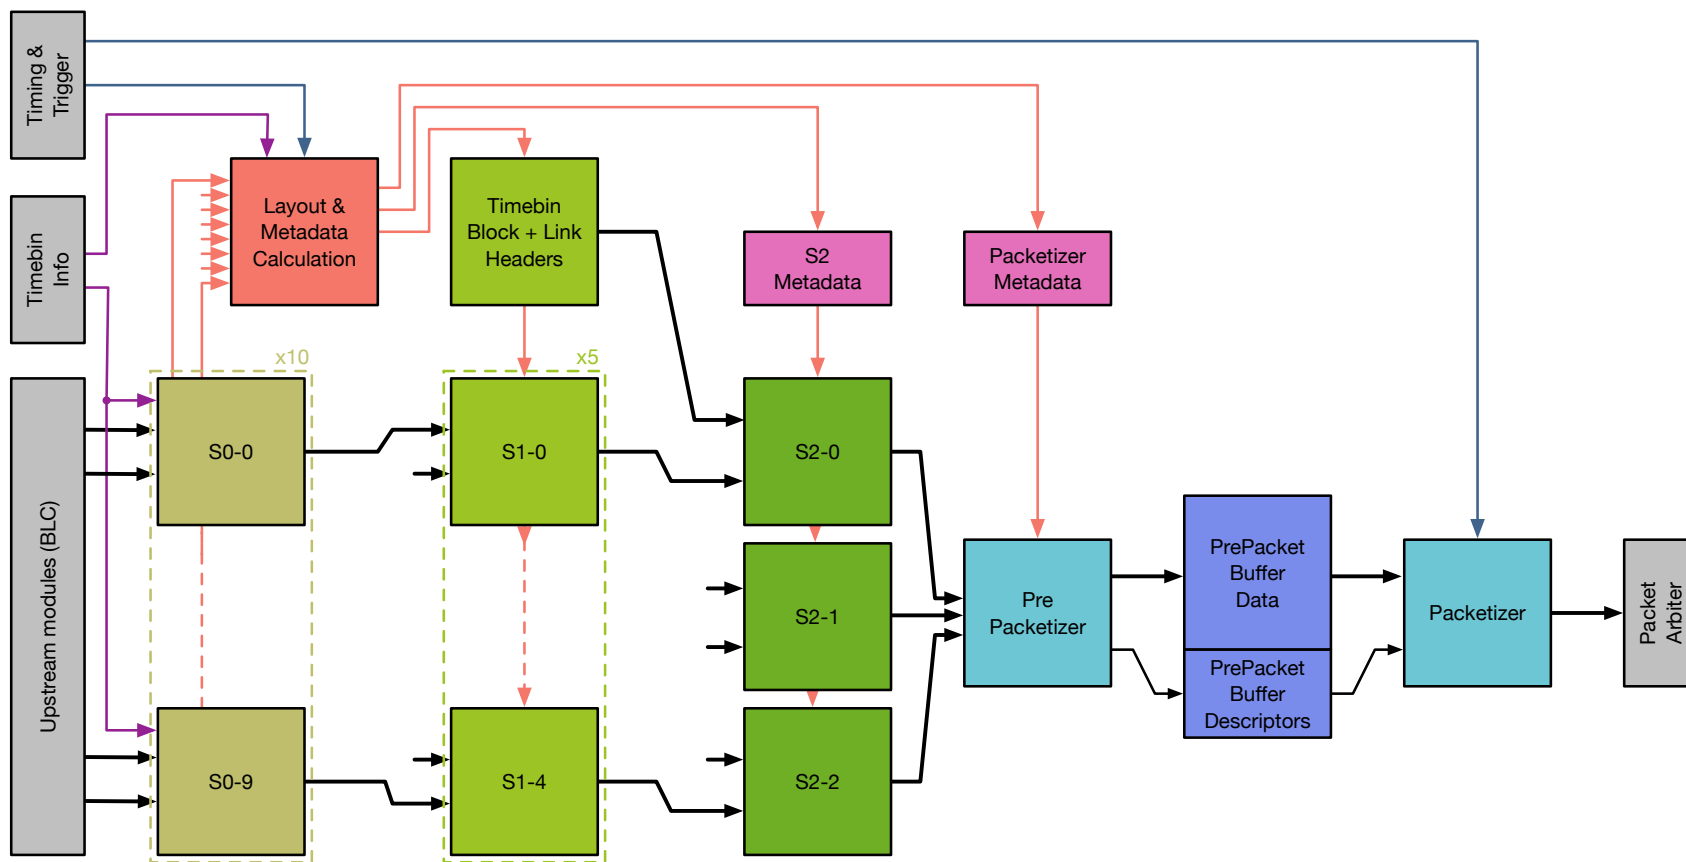 Timing &
Trigger
Timebin
Info
Upstream modules (BLC)
Layout &
Metadata
Calculation
Timebin
Block + Link
Headers
S2
Metadata
Packetizer
Metadata
x10
x5
S0-0
S1-0
S2-0
S2-1
S0-9
S1-4
S2-2
Pre
Packetizer
PrePacket
Buffer
Data
PrePacket
Buffer
Descriptors
Packetizer
Packet
Arbiter